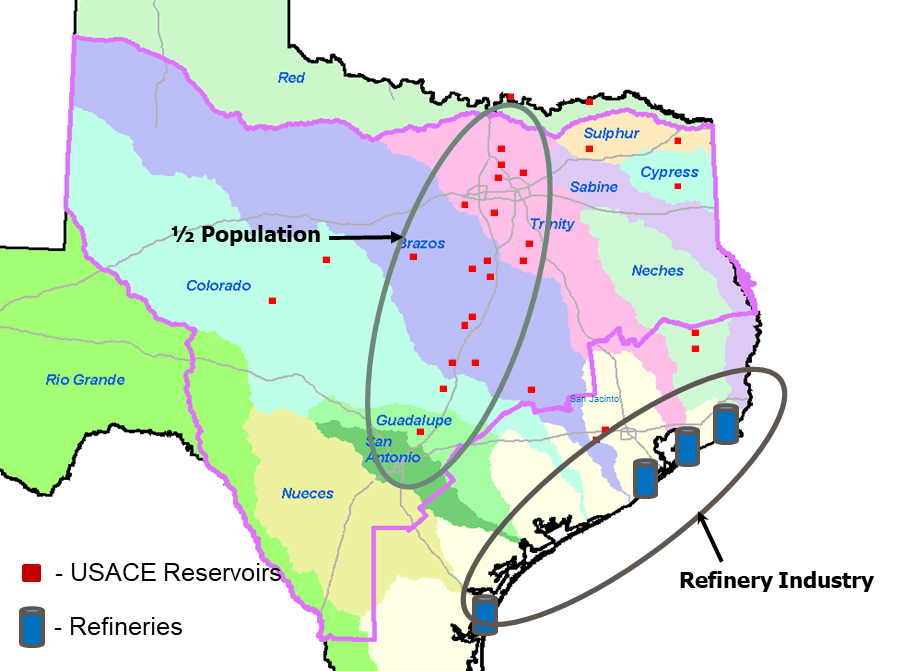 Red
Sulphur
Cypress
Sabine
Trinity
½ Population
Brazos
Neches
Colorado
Rio Grande
San Jacinto
Guadalupe
San
Antonio
Nueces
- USACE Reservoirs
Refinery Industry
- Refineries